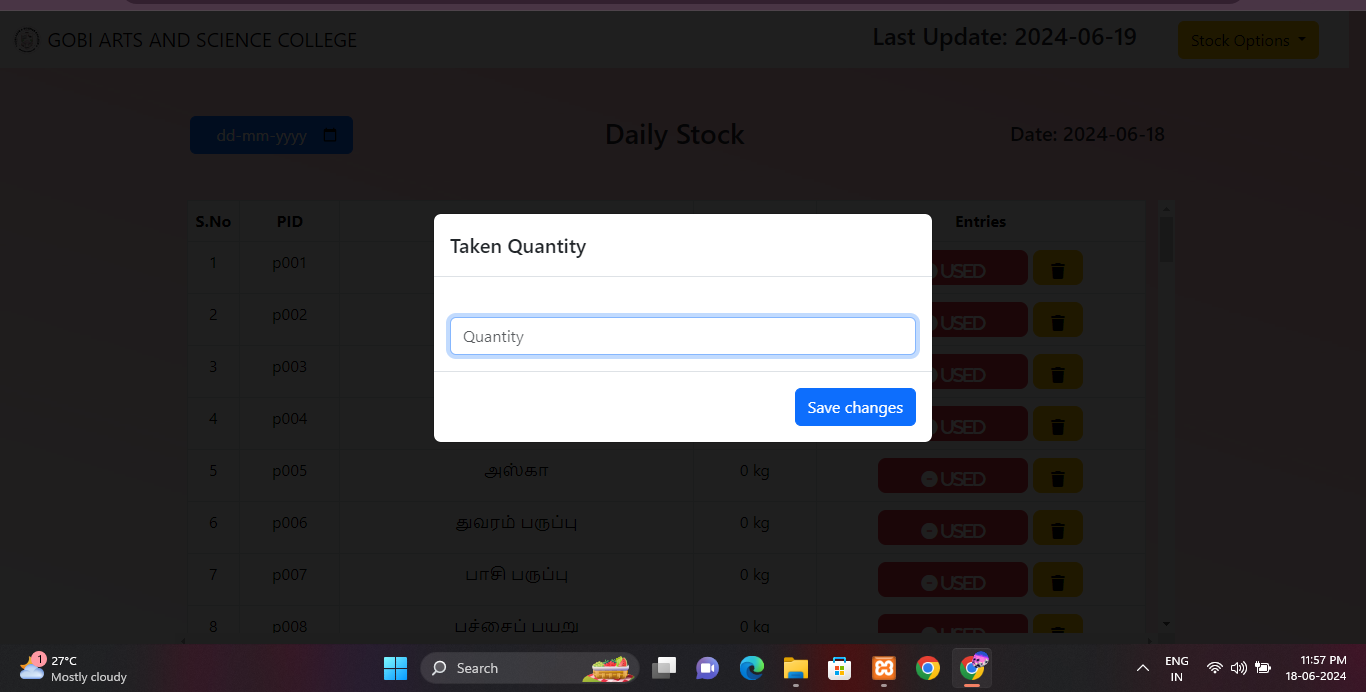 GOBI ARTS AND SCIENCE COLLEGE
Last Update: 2024-06-19
Stock Options
dd-mm-yyyy
Daily Stock
Date: 2024-06-18
S.No PID Entries
Taken Quantity
1 p001 USED
2 p002 USED
Quantity
3 p003 USED
Save changes
4 p004 USED
5 p005 அஸ்கா 0 kg USED
6 p006 துவரம் பருப்பு 0 kg USED
7 p007 பாசி பருப்பு 0 kg USED
8 p008 பச்சைப் பயறு 0 kg USED
1
27°C
Mostly cloudy
Search
ENG
IN
11:57 PM
18-06-2024